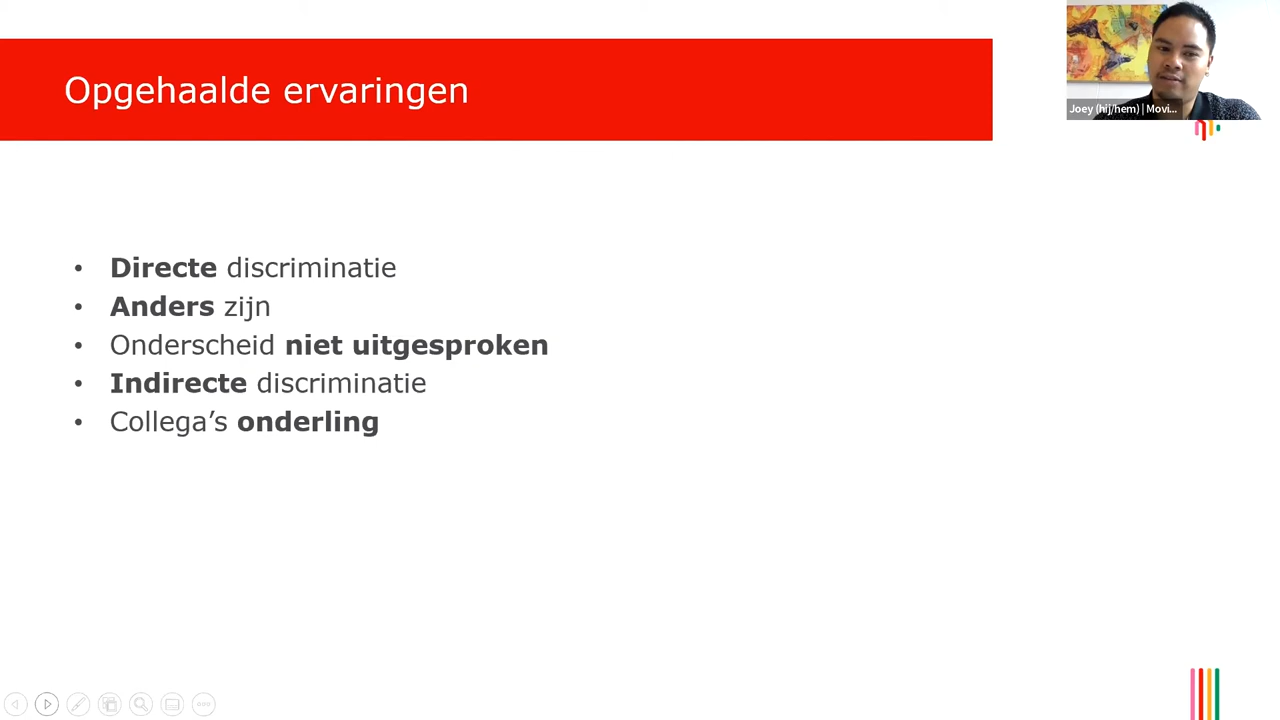 Opgehaalde ervaringen
Joey (hij/hem) | Movi...
• Directe discriminatie
• Anders zijn
• Onderscheid niet uitgesproken
• Indirecte discriminatie
• Collega’s onderling